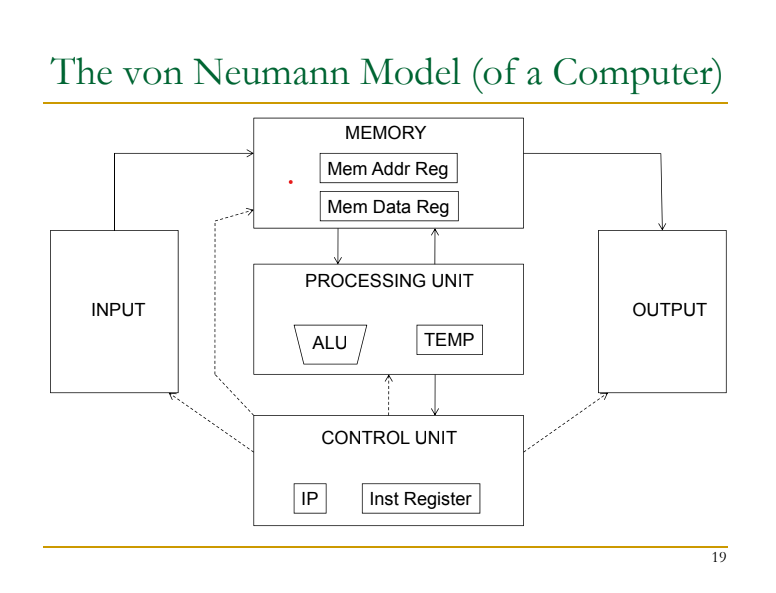 The von Neumann Model (of a Computer)
MEMORY
Mem Addr Reg
Mem Data Reg
PROCESSING UNIT
INPUT
OUTPUT
ALU
TEMP
CONTROL UNIT
IP
Inst Register
19